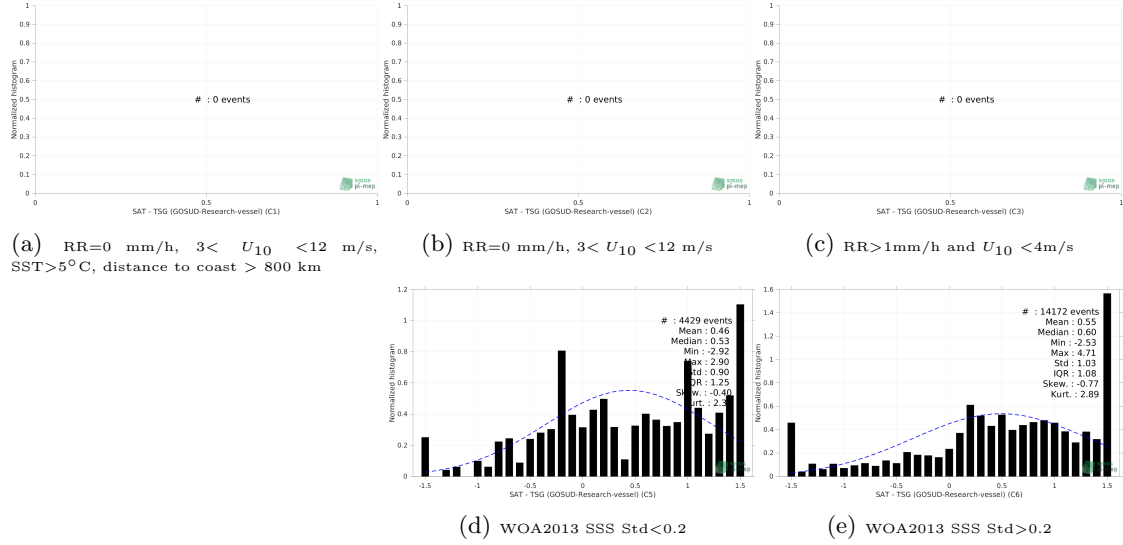 1
0.9
0.8
0.7
0.6
0.5
0.4
0.3
0.2
0.1
0
Normalized histogram
# : 0 events
smos
pi-mep
0 0.5 1
SAT - TSG (GOSUD-Research-vessel) (C1)
(a) RR=0 mm/h, 3< U10 <12 m/s,
SST>5°C, distance to coast > 800 km
1
0.9
0.8
0.7
0.6
0.5
0.4
0.3
0.2
0.1
0
Normalized histogram
# : 0 events
smos
pi-mep
0 0.5 1
SAT - TSG (GOSUD-Research-vessel) (C2)
(b) RR=0 mm/h, 3< U10 <12 m/s
1
0.9
0.8
0.7
0.6
0.5
0.4
0.3
0.2
0.1
0
Normalized histogram
# : 0 events
smos
pi-mep
0 0.5 1
SAT - TSG (GOSUD-Research-vessel) (C3)
(c) RR>1mm/h and U10 <4m/s
1.2
1
0.8
0.6
0.4
0.2
0
Normalized histogram
# : 4429 events
Mean : 0.46
Median : 0.53
Min : -2.92
Max : 2.90
Std : 0.90
IQR : 1.25
Skew. : -0.40
Kurt. :
-1.5 -1 -0.5 0 0.5 1 1.5
SAT - TSG (GOSUD-Research-vessel) (C5)
(d) WOA2013 SSS Std<0.2
1.6
1.4
1.2
1
0.8
0.6
0.4
0.2
0
Normalized histogram
# : 14172 events
Mean : 0.55
Median : 0.60
Min : -2.53
Max : 4.71
Std : 1.03
IQR : 1.08
Skew. : -0.77
Kurt. : 2.89
-1.5 -1 -0.5 0 0.5 1 1.5
SAT - TSG (GOSUD-Research-vessel) (C6)
(e) WOA2013 SSS Std>0.2